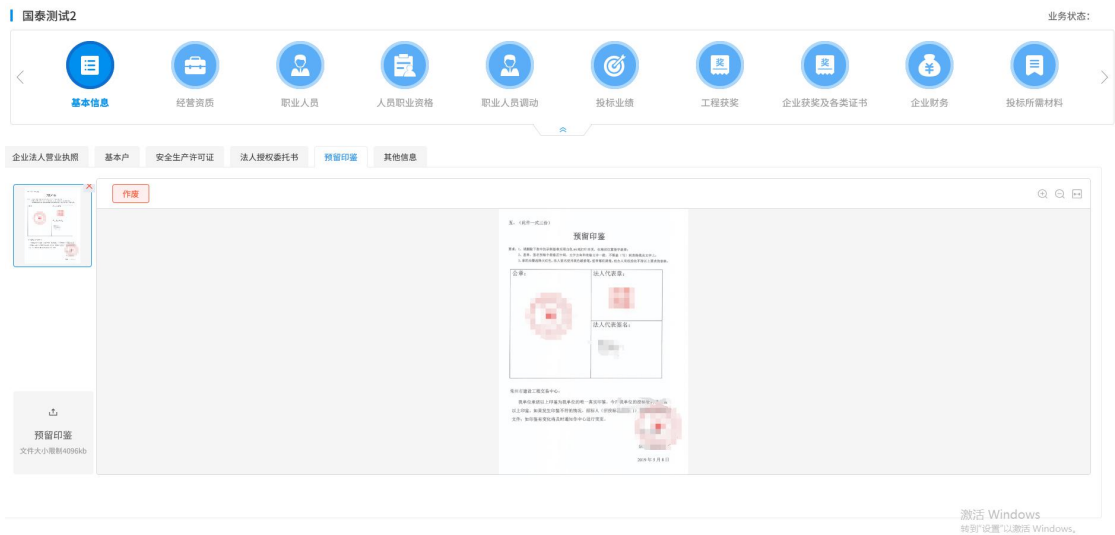 国泰测试2
业务状态:
奖
奖
基本信息
经营资质
职业人员
人员职业资格
职业人员调动
投标业绩
工程获奖
企业获奖及各类证书
企业财务
投标所需材料
企业法人营业执照
基本户
安全生产许可证
法人授权委托书
预留印鉴
其他信息
作废
预留印鉴
公章:
法人代表章:
法人代表签名:
预留印鉴
文件大小限制4096kb
激活 Windows
转到"设置"以激活 Windows。